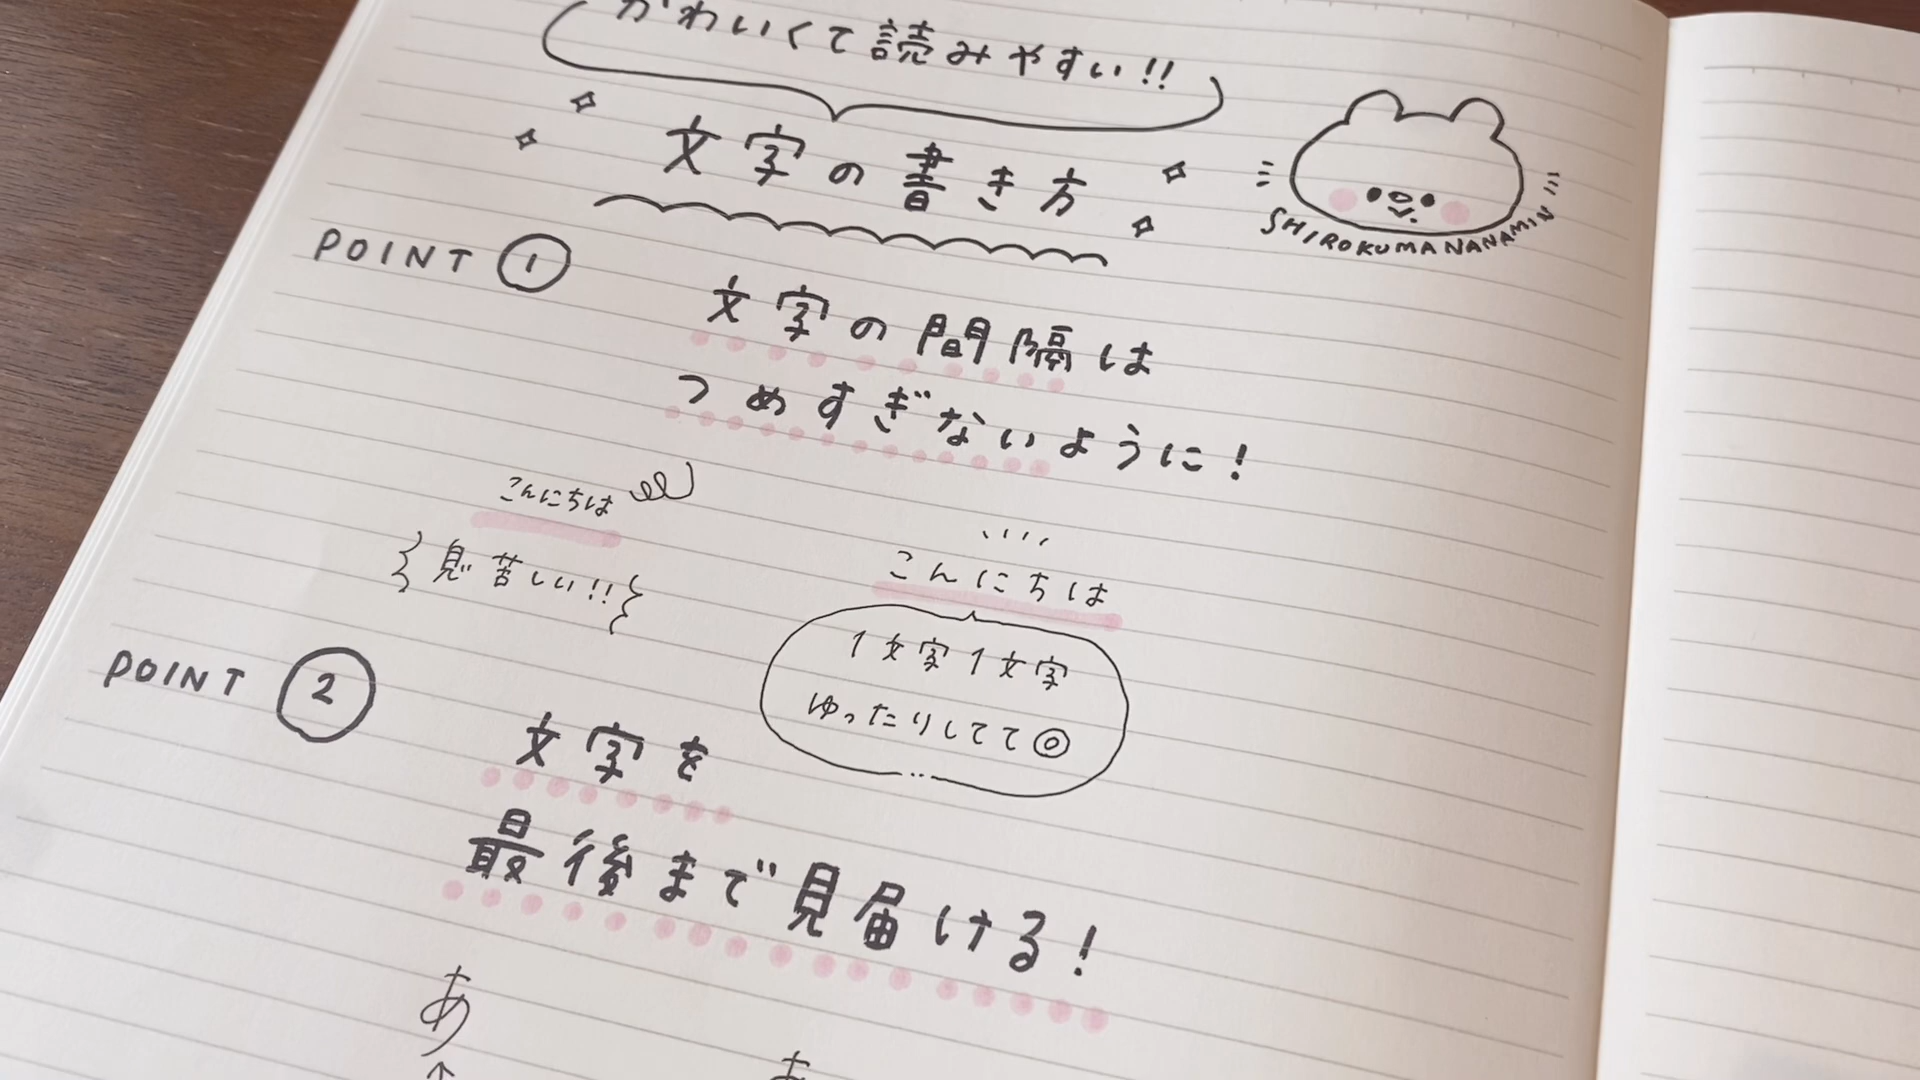 かわいくて読みやすい!!
文字の書き方
SHIROKUMANANAMIN
POINT ①
文字の間隔は
つめすぎないように!
こんにちは
息苦しい!!
こんにちは
1文字1文字
ゆったりしてて◎
POINT ②
文字を
最後まで見届ける!
あ